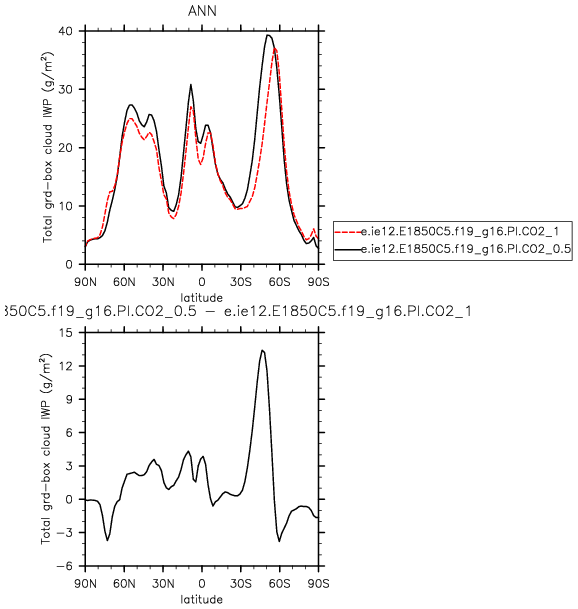 ANN
Total grd-box cloud IWP (g/m²)
40
30
20
10
0
90N 60N 30N 0 30S 60S 90S
latitude
e.ie12.E1850C5.f19_g16.PI.CO2_1
e.ie12.E1850C5.f19_g16.PI.CO2_0.5
350C5.f19_g16.PI.CO2_0.5 − e.ie12.E1850C5.f19_g16.PI.CO2_1
Total grd-box cloud IWP (g/m²)
15
12
9
6
3
0
−3
−6
90N 60N 30N 0 30S 60S 90S
latitude